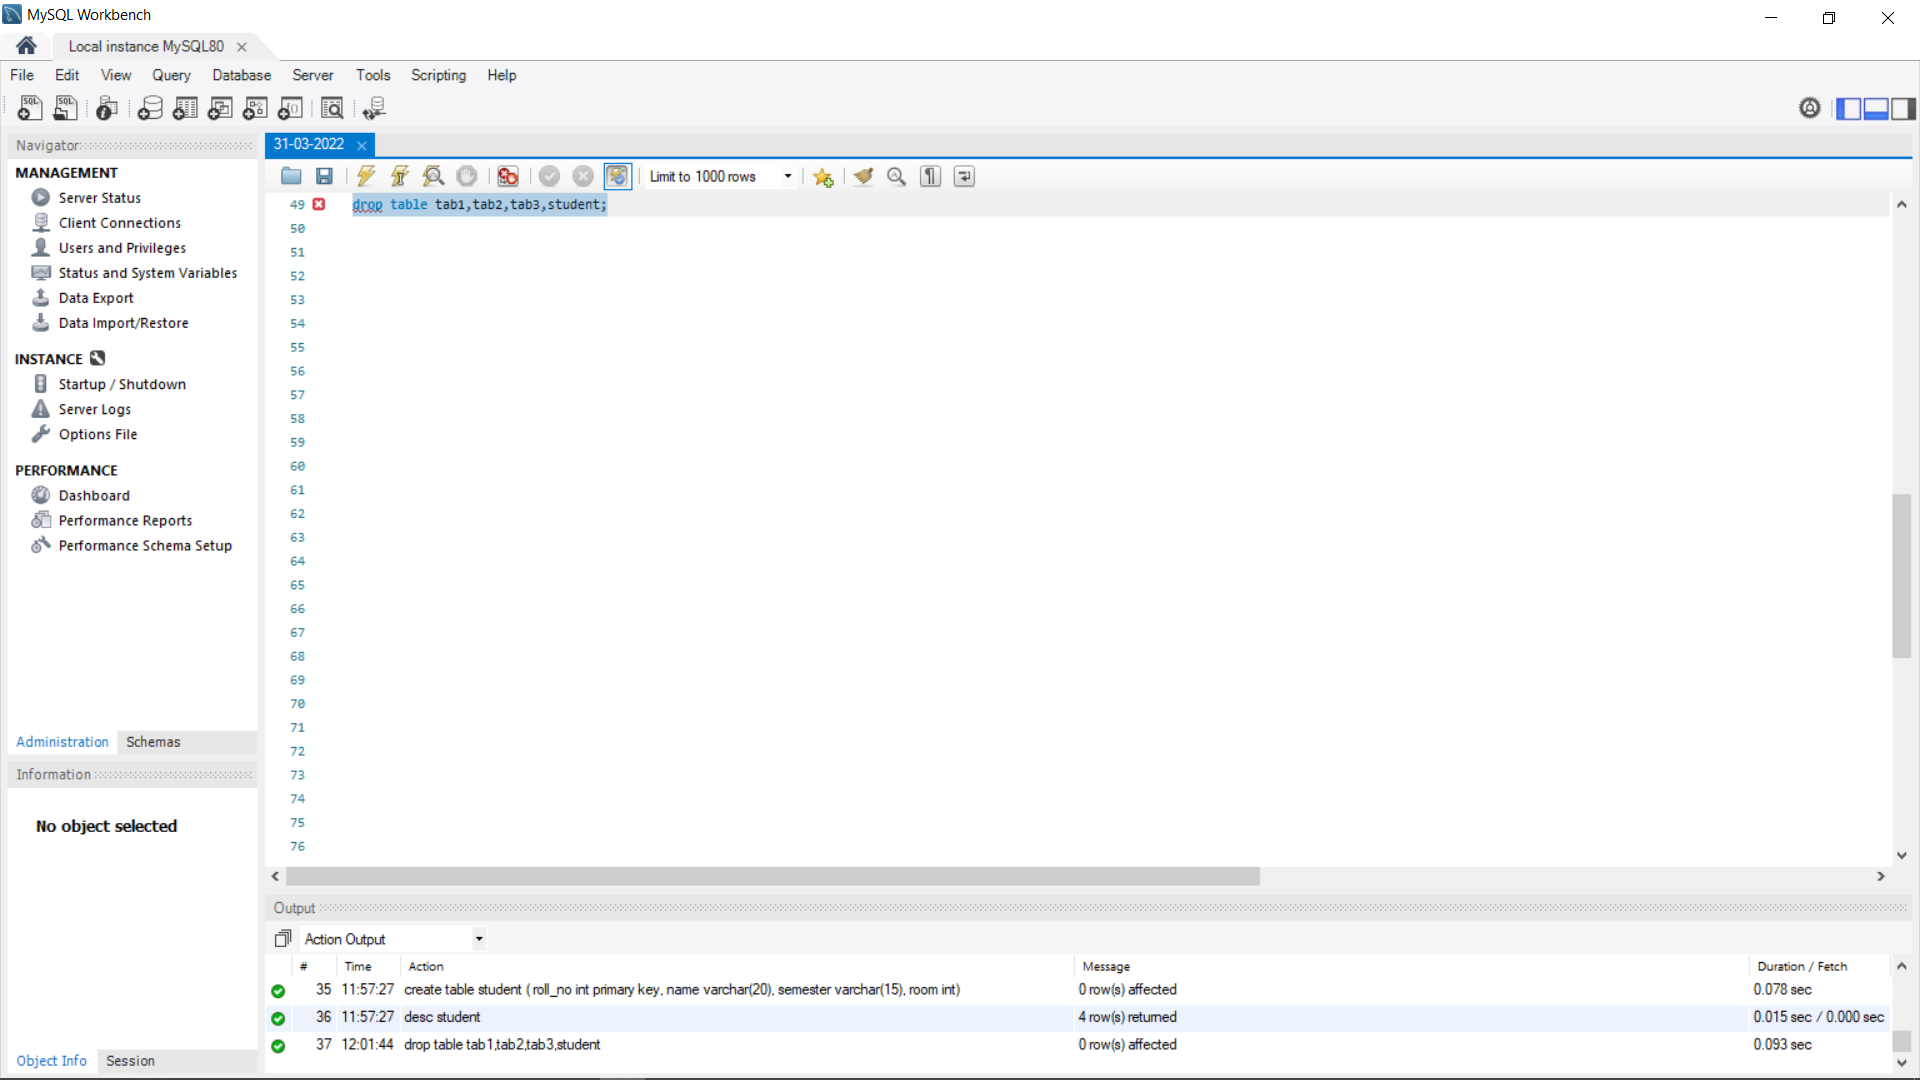 MySQL Workbench
Local instance MySQL80
File Edit View Query Database Server Tools Scripting Help
Navigator
MANAGEMENT
Server Status
Client Connections
Users and Privileges
Status and System Variables
Data Export
Data Import/Restore
INSTANCE
Startup / Shutdown
Server Logs
Options File
PERFORMANCE
Dashboard
Performance Reports
Performance Schema Setup
Administration Schemas
Information
No object selected
Object Info Session
31-03-2022
Limit to 1000 rows
49 drop table tab1,tab2,tab3,student;
50
51
52
53
54
55
56
57
58
59
60
61
62
63
64
65
66
67
68
69
70
71
72
73
74
75
76
Output
Action Output
# Time Action Message Duration / Fetch
35 11:57:27 create table student ( roll_no int primary key, name varchar(20), semester varchar(15), room int) 0 row(s) affected 0.078 sec
36 11:57:27 desc student 4 row(s) returned 0.015 sec / 0.000 sec
37 12:01:44 drop table tab1,tab2,tab3,student 0 row(s) affected 0.093 sec